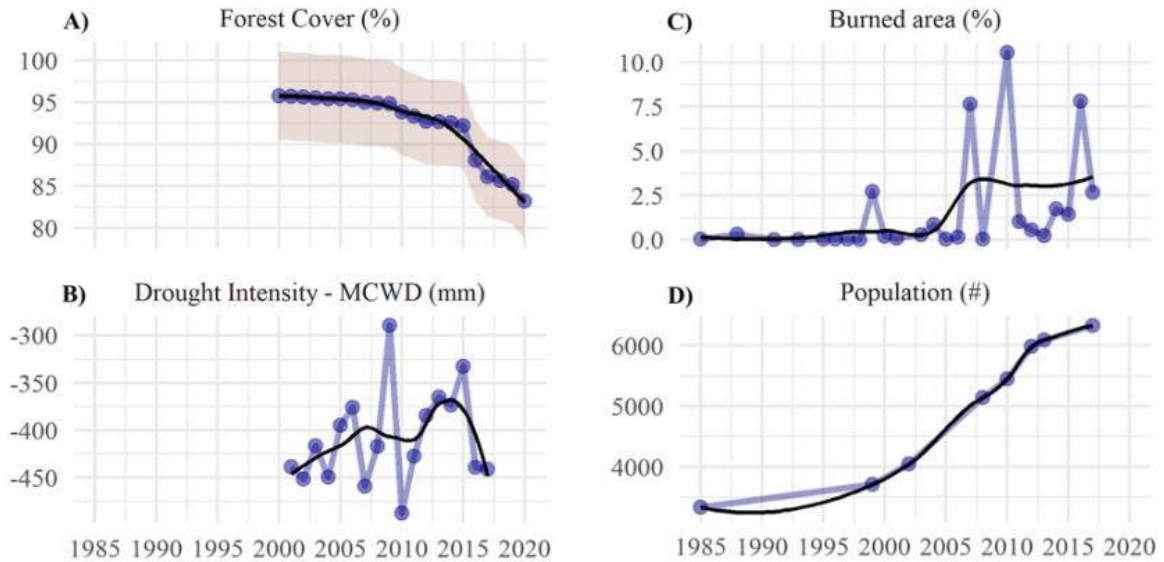 A) Forest Cover (%)
100
95
90
85
80
C) Burned area (%)
10.0
7.5
5.0
2.5
0.0
B) Drought Intensity - MCWD (mm)
-300
-350
-400
-450
1985 1990 1995 2000 2005 2010 2015 2020
D) Population (#)
6000
5000
4000
1985 1990 1995 2000 2005 2010 2015 2020